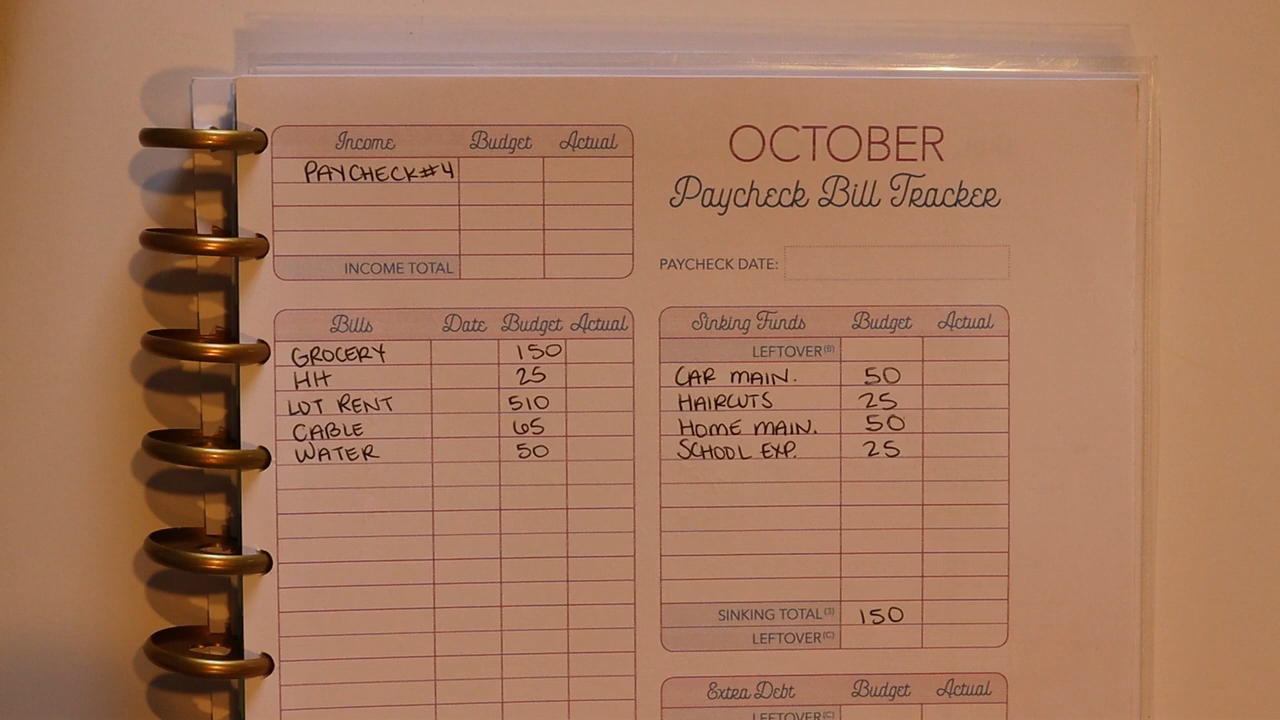 Income Budget Actual
PAYCHECK#4
INCOME TOTAL
OCTOBER
Paycheck Bill Tracker
PAYCHECK DATE:
Bills Date Budget Actual
GROCERY 150
HH 25
LOT RENT 510
CABLE 65
WATER 50
Sinking Funds Budget Actual
LEFTOVER(B)
CAR MAIN. 50
HAIRCUTS 25
HOME MAIN. 50
SCHOOL EXP. 25
SINKING TOTAL(3) 150
LEFTOVER(C)
Extra Debt Budget Actual
LEFTOVER(C)